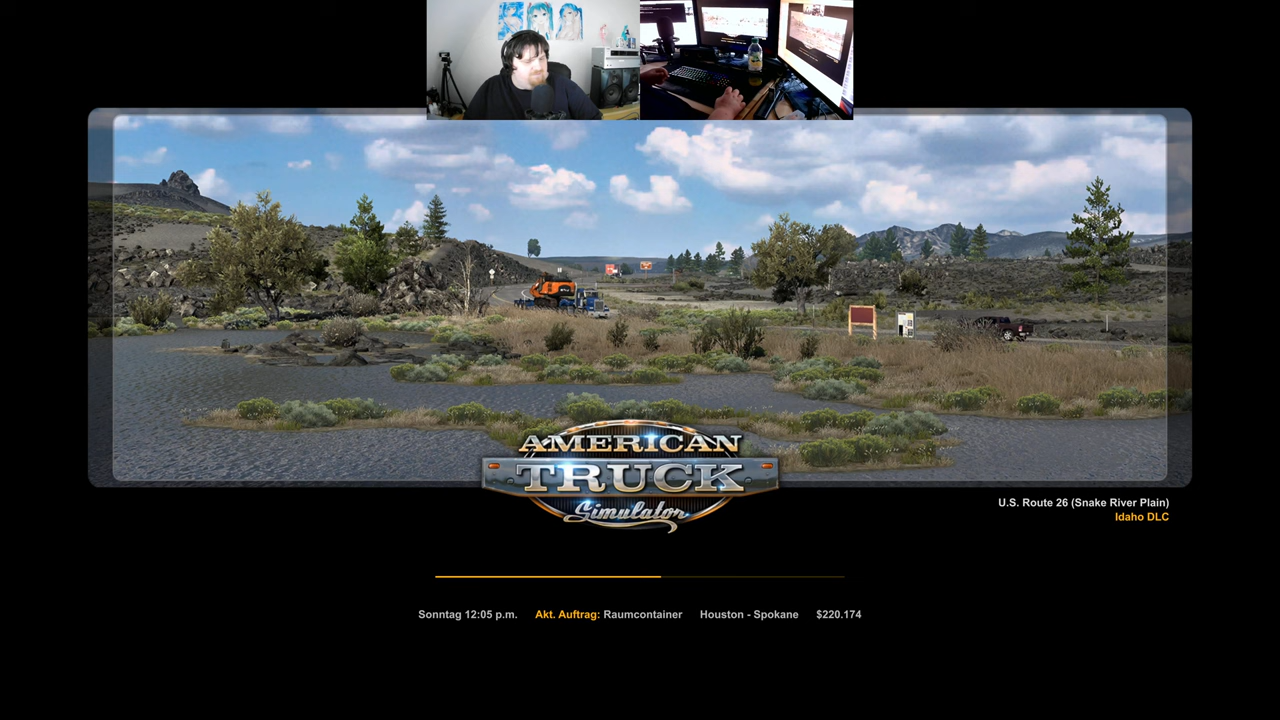 AMERICAN
TRUCK
Simulator
U.S. Route 26 (Snake River Plain)
Idaho DLC
Sonntag 12:05 p.m. Akt. Auftrag: Raumcontainer Houston - Spokane $220.174